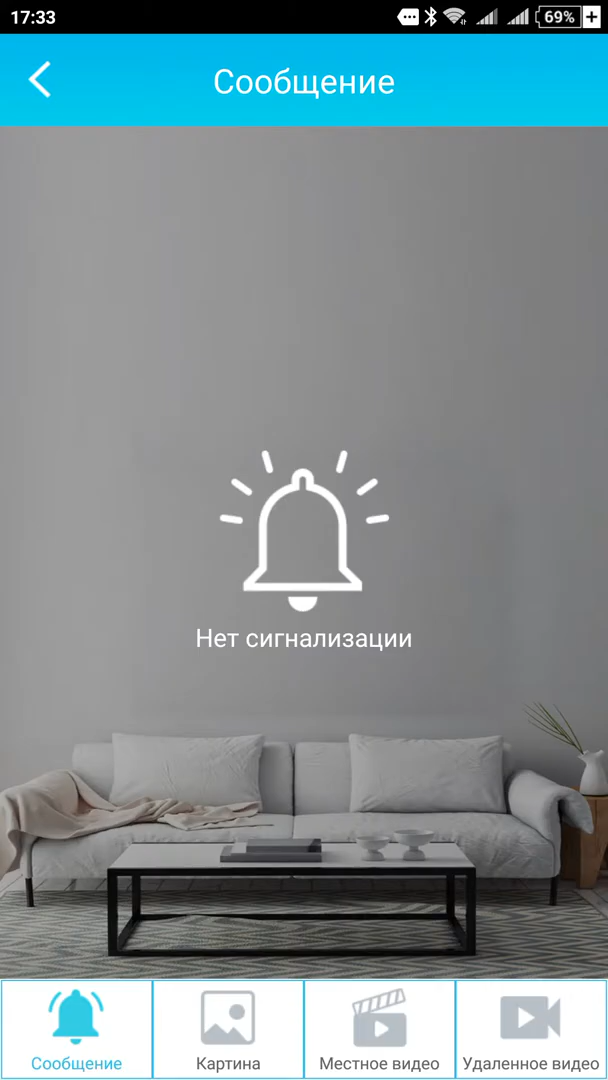 17:33
69%
Сообщение
Нет сигнализации
Сообщение
Картина
Местное видео
Удаленное видео